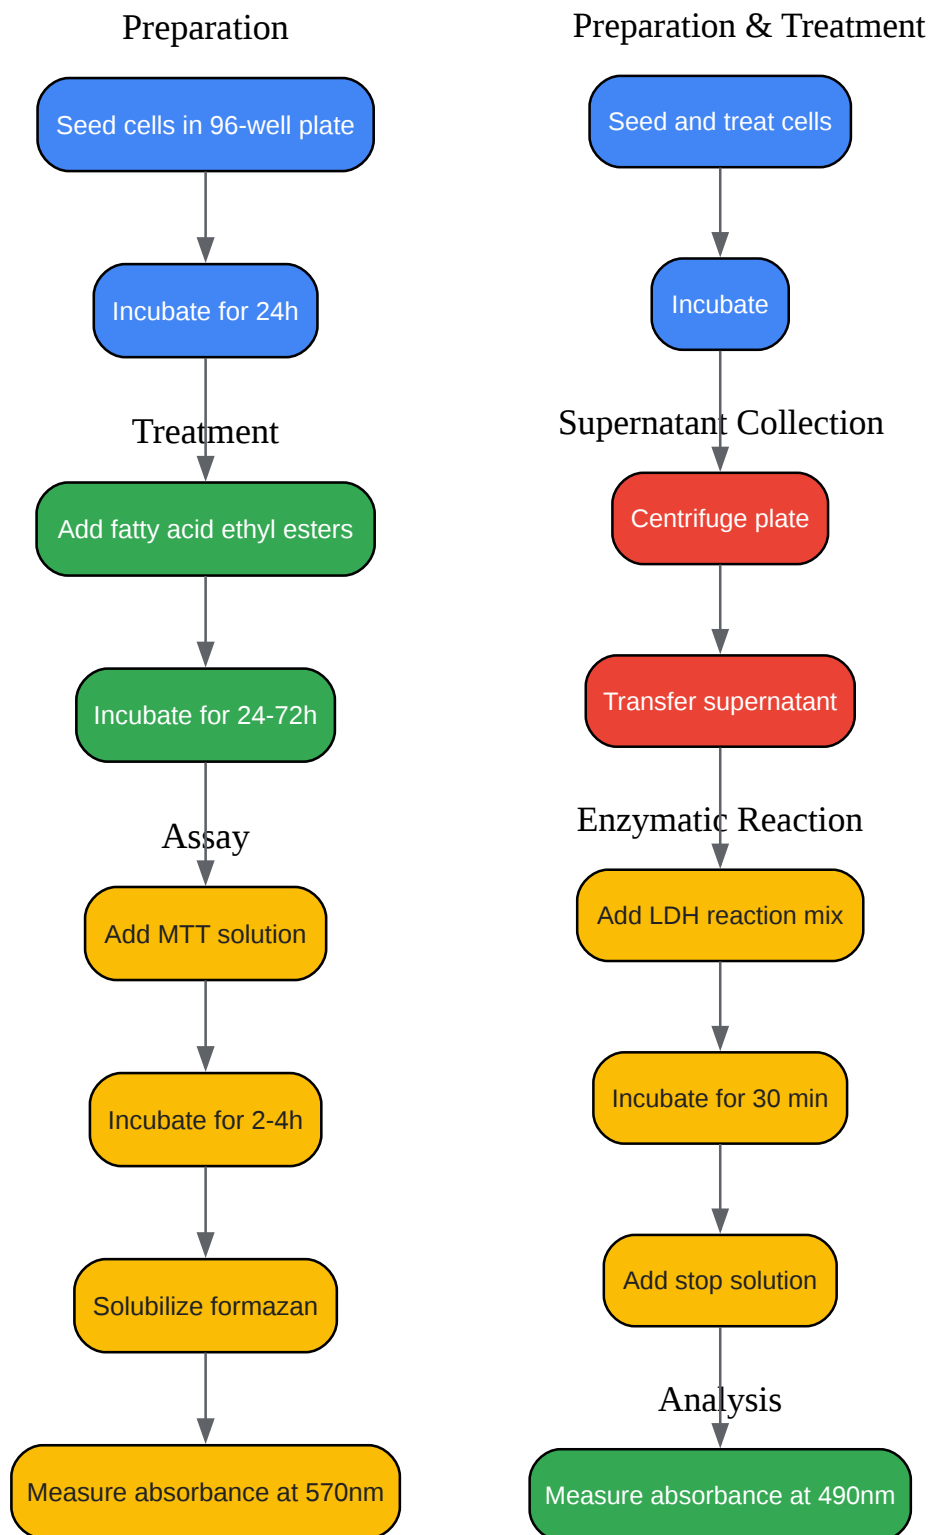 Preparation
Seed cells in 96-well plate
Incubate for 24h
Treatment
Add fatty acid ethyl esters
Incubate for 24-72h
Assay
Add MTT solution
Incubate for 2-4h
Solubilize formazan
Measure absorbance at 570nm
Preparation & Treatment
Seed and treat cells
Incubate
Supernatant Collection
Centrifuge plate
Transfer supernatant
Enzymatic Reaction
Add LDH reaction mix
Incubate for 30 min
Add stop solution
Analysis
Measure absorbance at 490nm